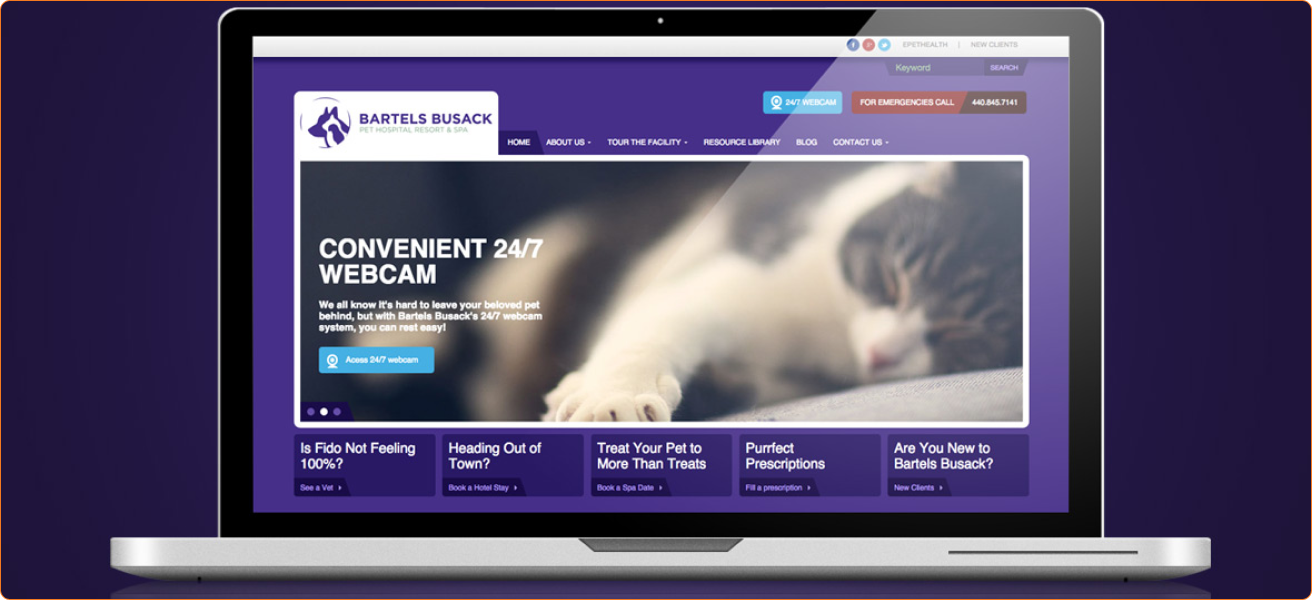 EPETHEALTH | NEW CLIENTS
Keyword SEARCH
24/7 WEBCAM FOR EMERGENCIES CALL 440.845.7141
BARTELS BUSACK
PET HOSPITAL RESORT & SPA
HOME ABOUT US TOUR THE FACILITY RESOURCE LIBRARY BLOG CONTACT US
CONVENIENT 24/7
WEBCAM
We all know it's hard to leave your beloved pet
behind, but with Bartels Busack's 24/7 webcam
system, you can rest easy!
Acess 24/7 webcam
Is Fido Not Feeling
100%?
See a Vet
Heading Out of
Town?
Book a Hotel Stay
Treat Your Pet to
More Than Treats
Book a Spa Date
Purrfect
Prescriptions
Fill a prescription
Are You New to
Bartels Busack?
New Clients